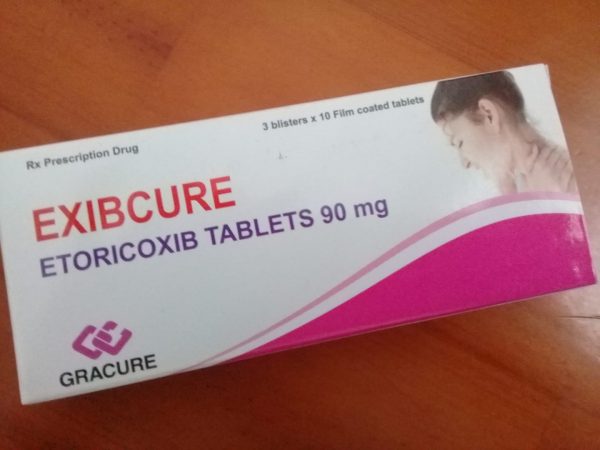 Rx Prescription Drug
3 blisters x 10 Film coated tablets
EXIBCURE
ETORICOXIB TABLETS 90 mg
GRACURE